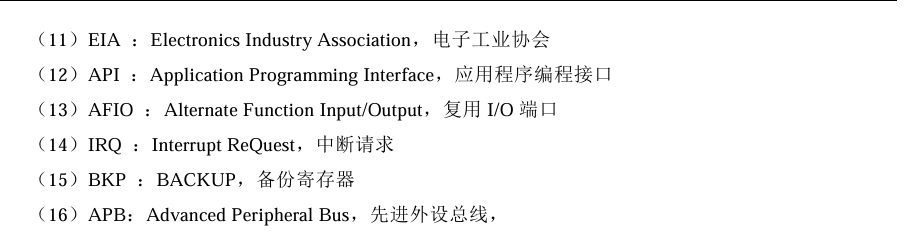 （11）EIA ：Electronics Industry Association，电子工业协会
（12）API ：Application Programming Interface，应用程序编程接口
（13）AFIO ：Alternate Function Input/Output，复用 I/O 端口
（14）IRQ ：Interrupt ReQuest，中断请求
（15）BKP ：BACKUP，备份寄存器
（16）APB：Advanced Peripheral Bus，先进外设总线，